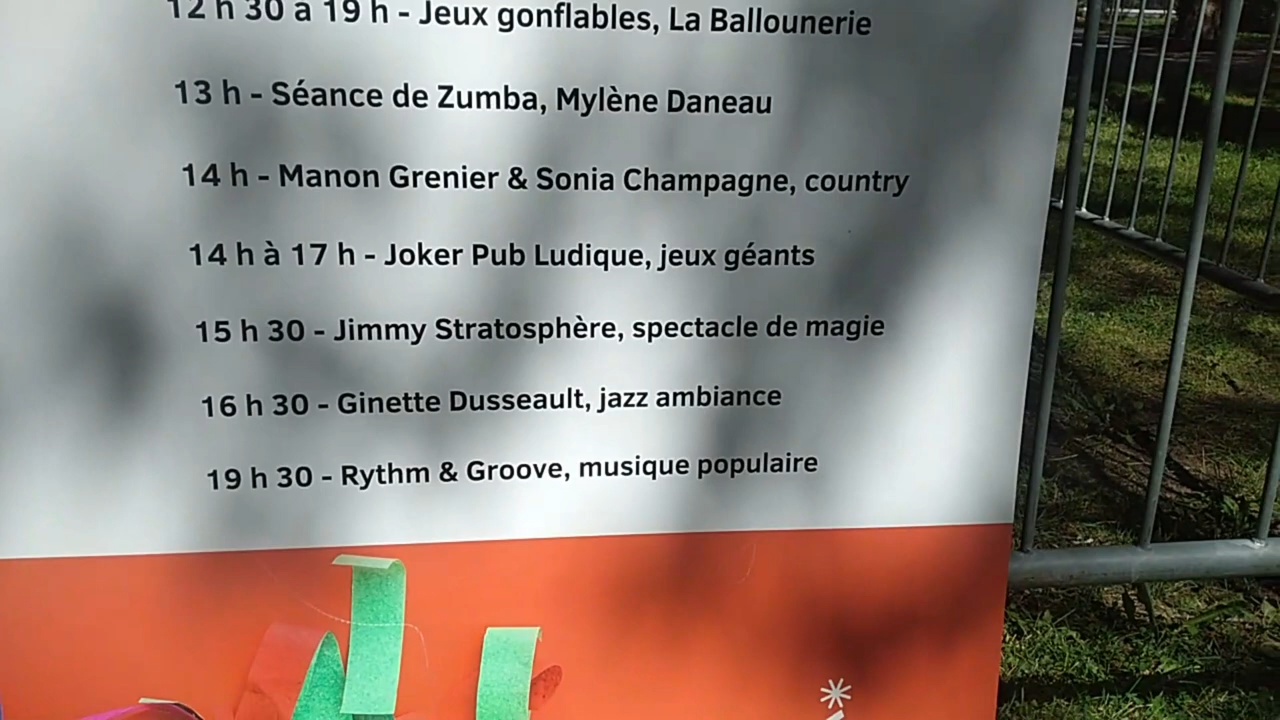 12 h 30 à 19 h - Jeux gonflables, La Ballounerie
13 h - Séance de Zumba, Mylène Daneau
14 h - Manon Grenier & Sonia Champagne, country
14 h à 17 h - Joker Pub Ludique, jeux géants
15 h 30 - Jimmy Stratosphère, spectacle de magie
16 h 30 - Ginette Dusseault, jazz ambiance
19 h 30 - Rythm & Groove, musique populaire